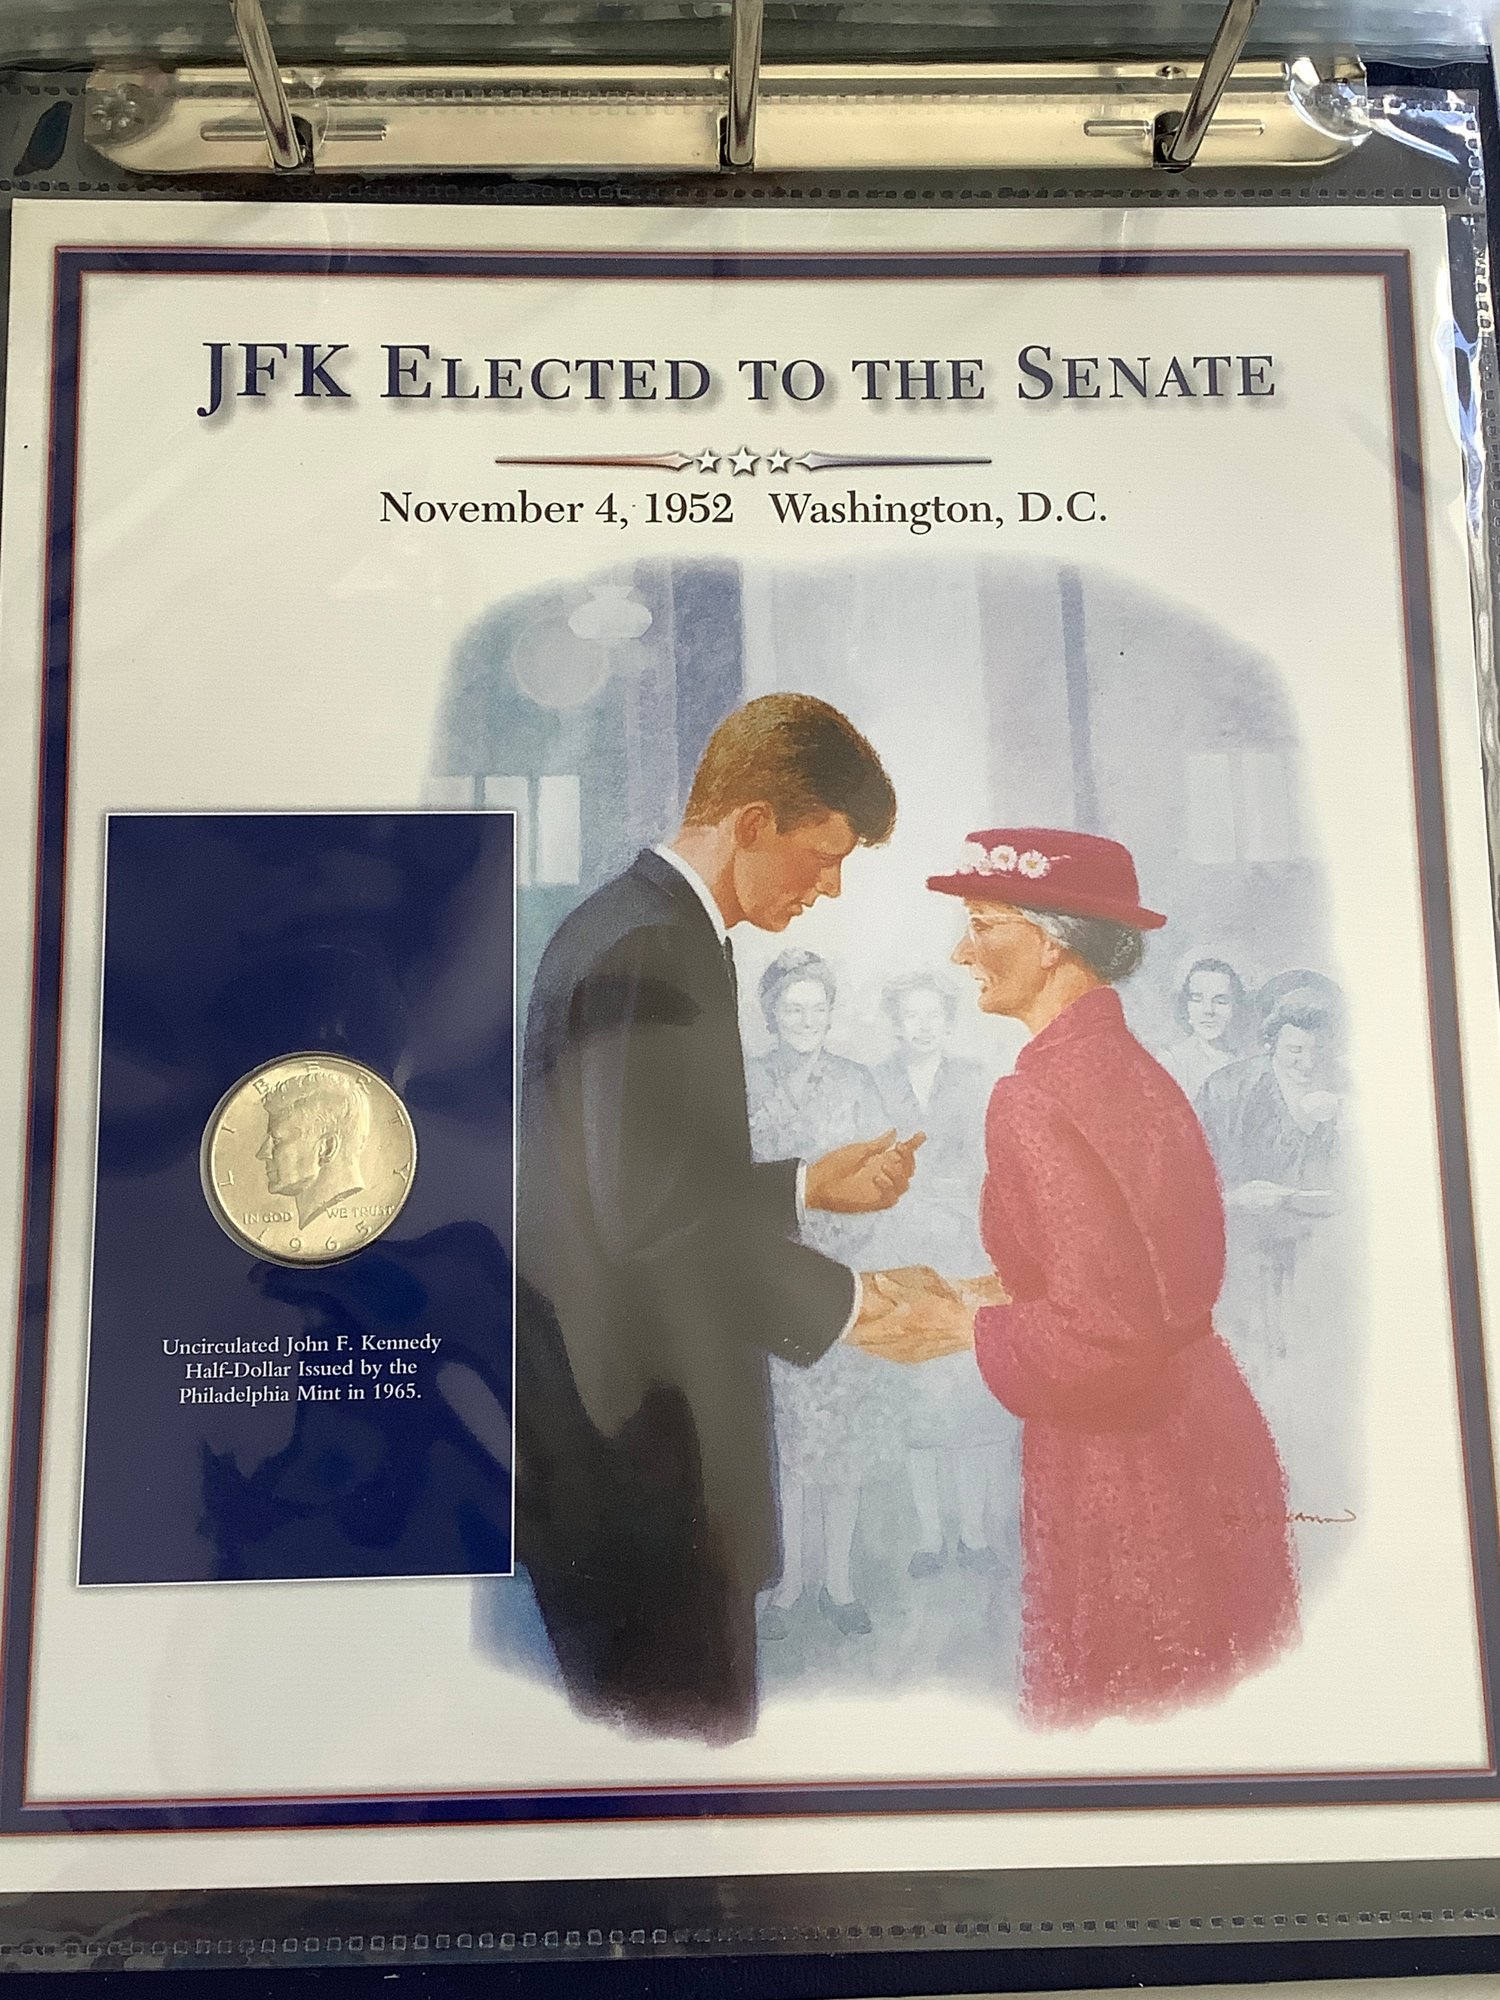 JFK ELECTED TO THE SENATE
November 4, 1952 Washington, D.C.
LIBERTY
IN GOD WE TRUST
1965
Uncirculated John F. Kennedy
Half-Dollar Issued by the
Philadelphia Mint in 1965.